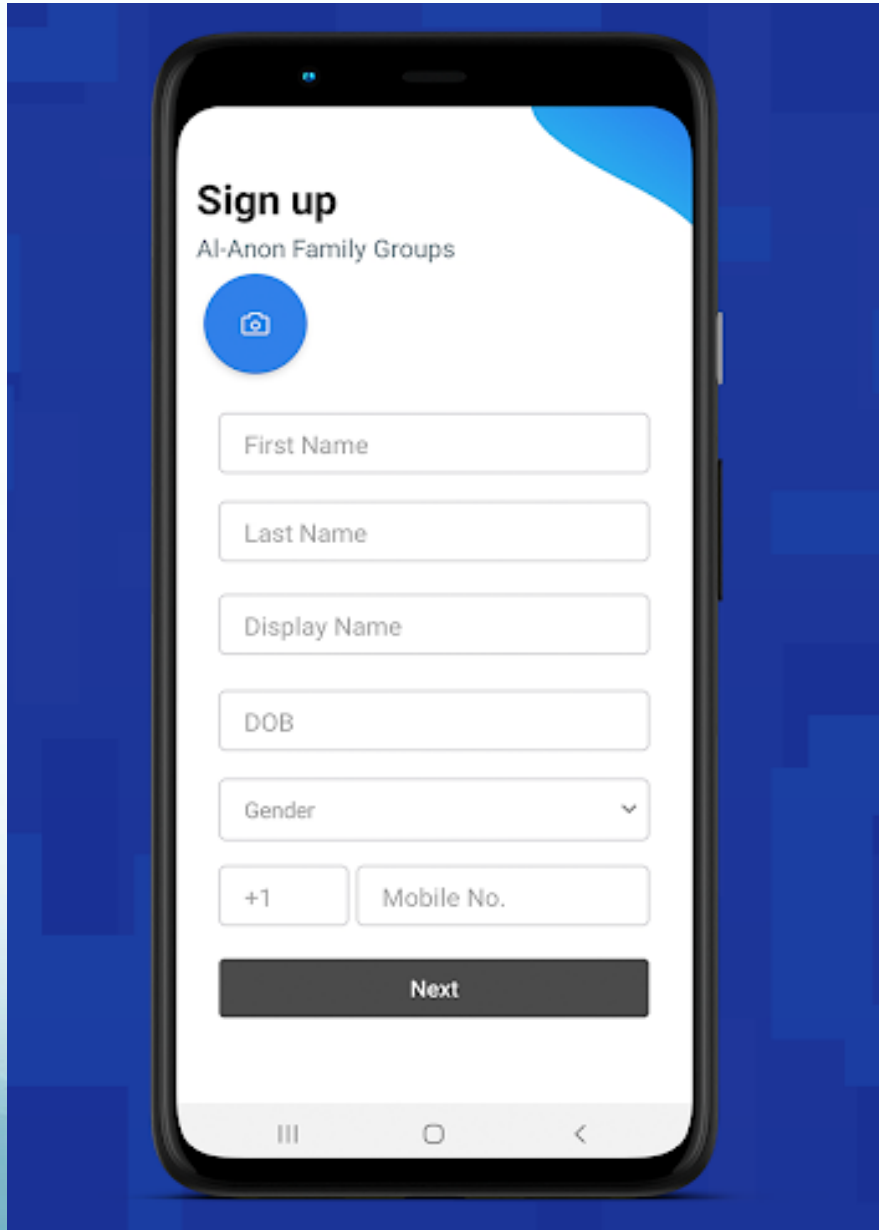 Sign up
Al-Anon Family Groups
First Name
Last Name
Display Name
DOB
Gender
+1 Mobile No.
Next